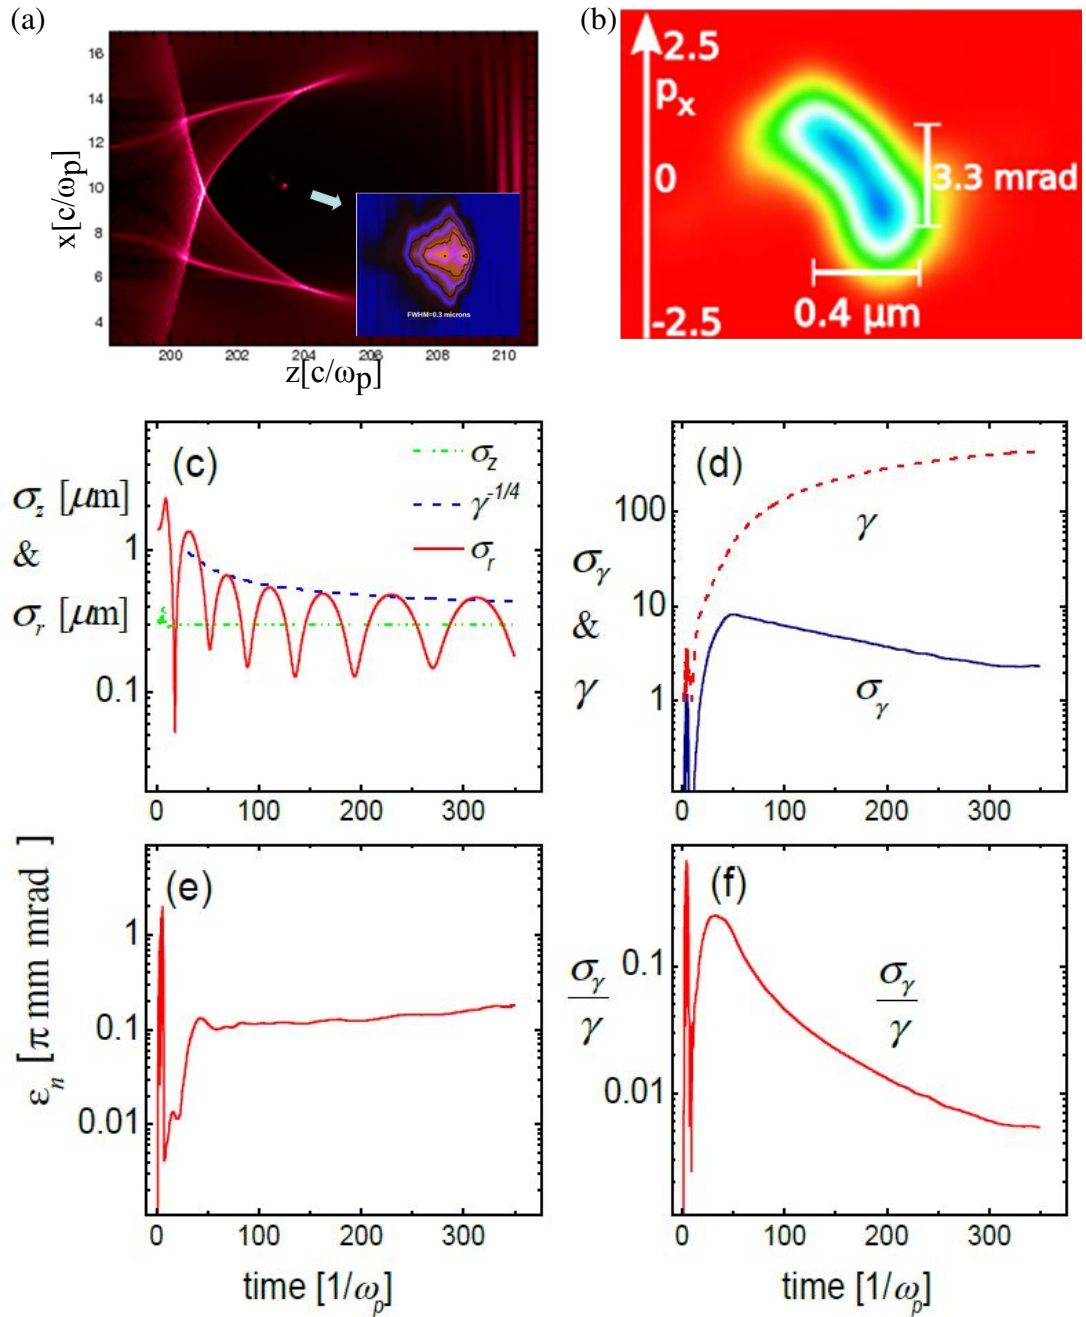 (a)
16
14
12
10
8
6
4
x[c/ωp]
200
202
204
206
208
210
z[c/ωp]
FWHM=0.3 microns
(b)
2.5
px
0
-2.5
3.3 mrad
0.4 μm
(c)
σz
γ-1/4
σr
σz [μm]
&
σr [μm]
1
0.1
0
100
200
300
(d)
γ
σγ
σγ
&
γ
100
10
1
0
100
200
300
(e)
εn [π mm mrad]
1
0.1
0.01
0
100
200
300
time [1/ωp]
(f)
σγ
γ
σγ
γ
0.1
0.01
0
100
200
300
time [1/ωp]